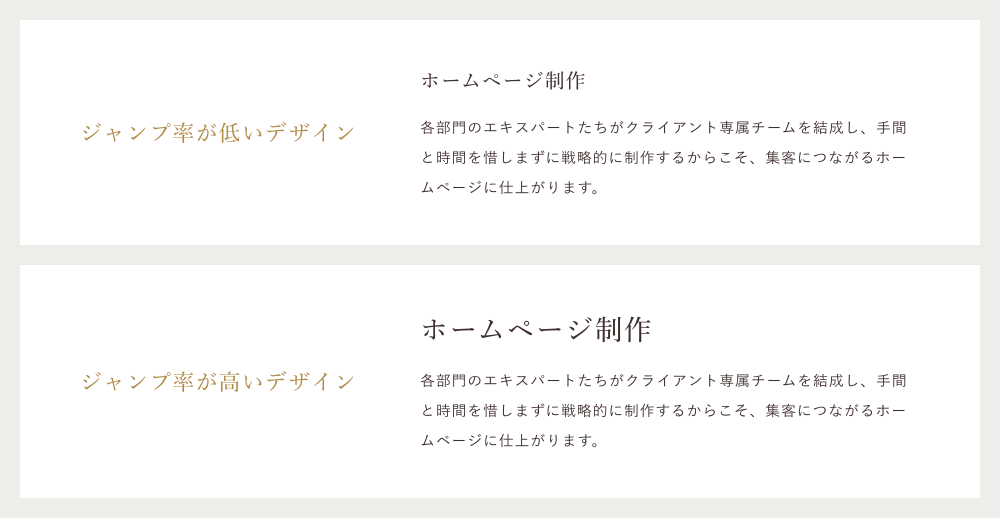 ジャンプ率が低いデザイン
ホームページ制作
各部門のエキスパートたちがクライアント専属チームを結成し、手間
と時間を惜しまずに戦略的に制作するからこそ、集客につながるホー
ムページに仕上がります。
ジャンプ率が高いデザイン
ホームページ制作
各部門のエキスパートたちがクライアント専属チームを結成し、手間
と時間を惜しまずに戦略的に制作するからこそ、集客につながるホー
ムページに仕上がります。